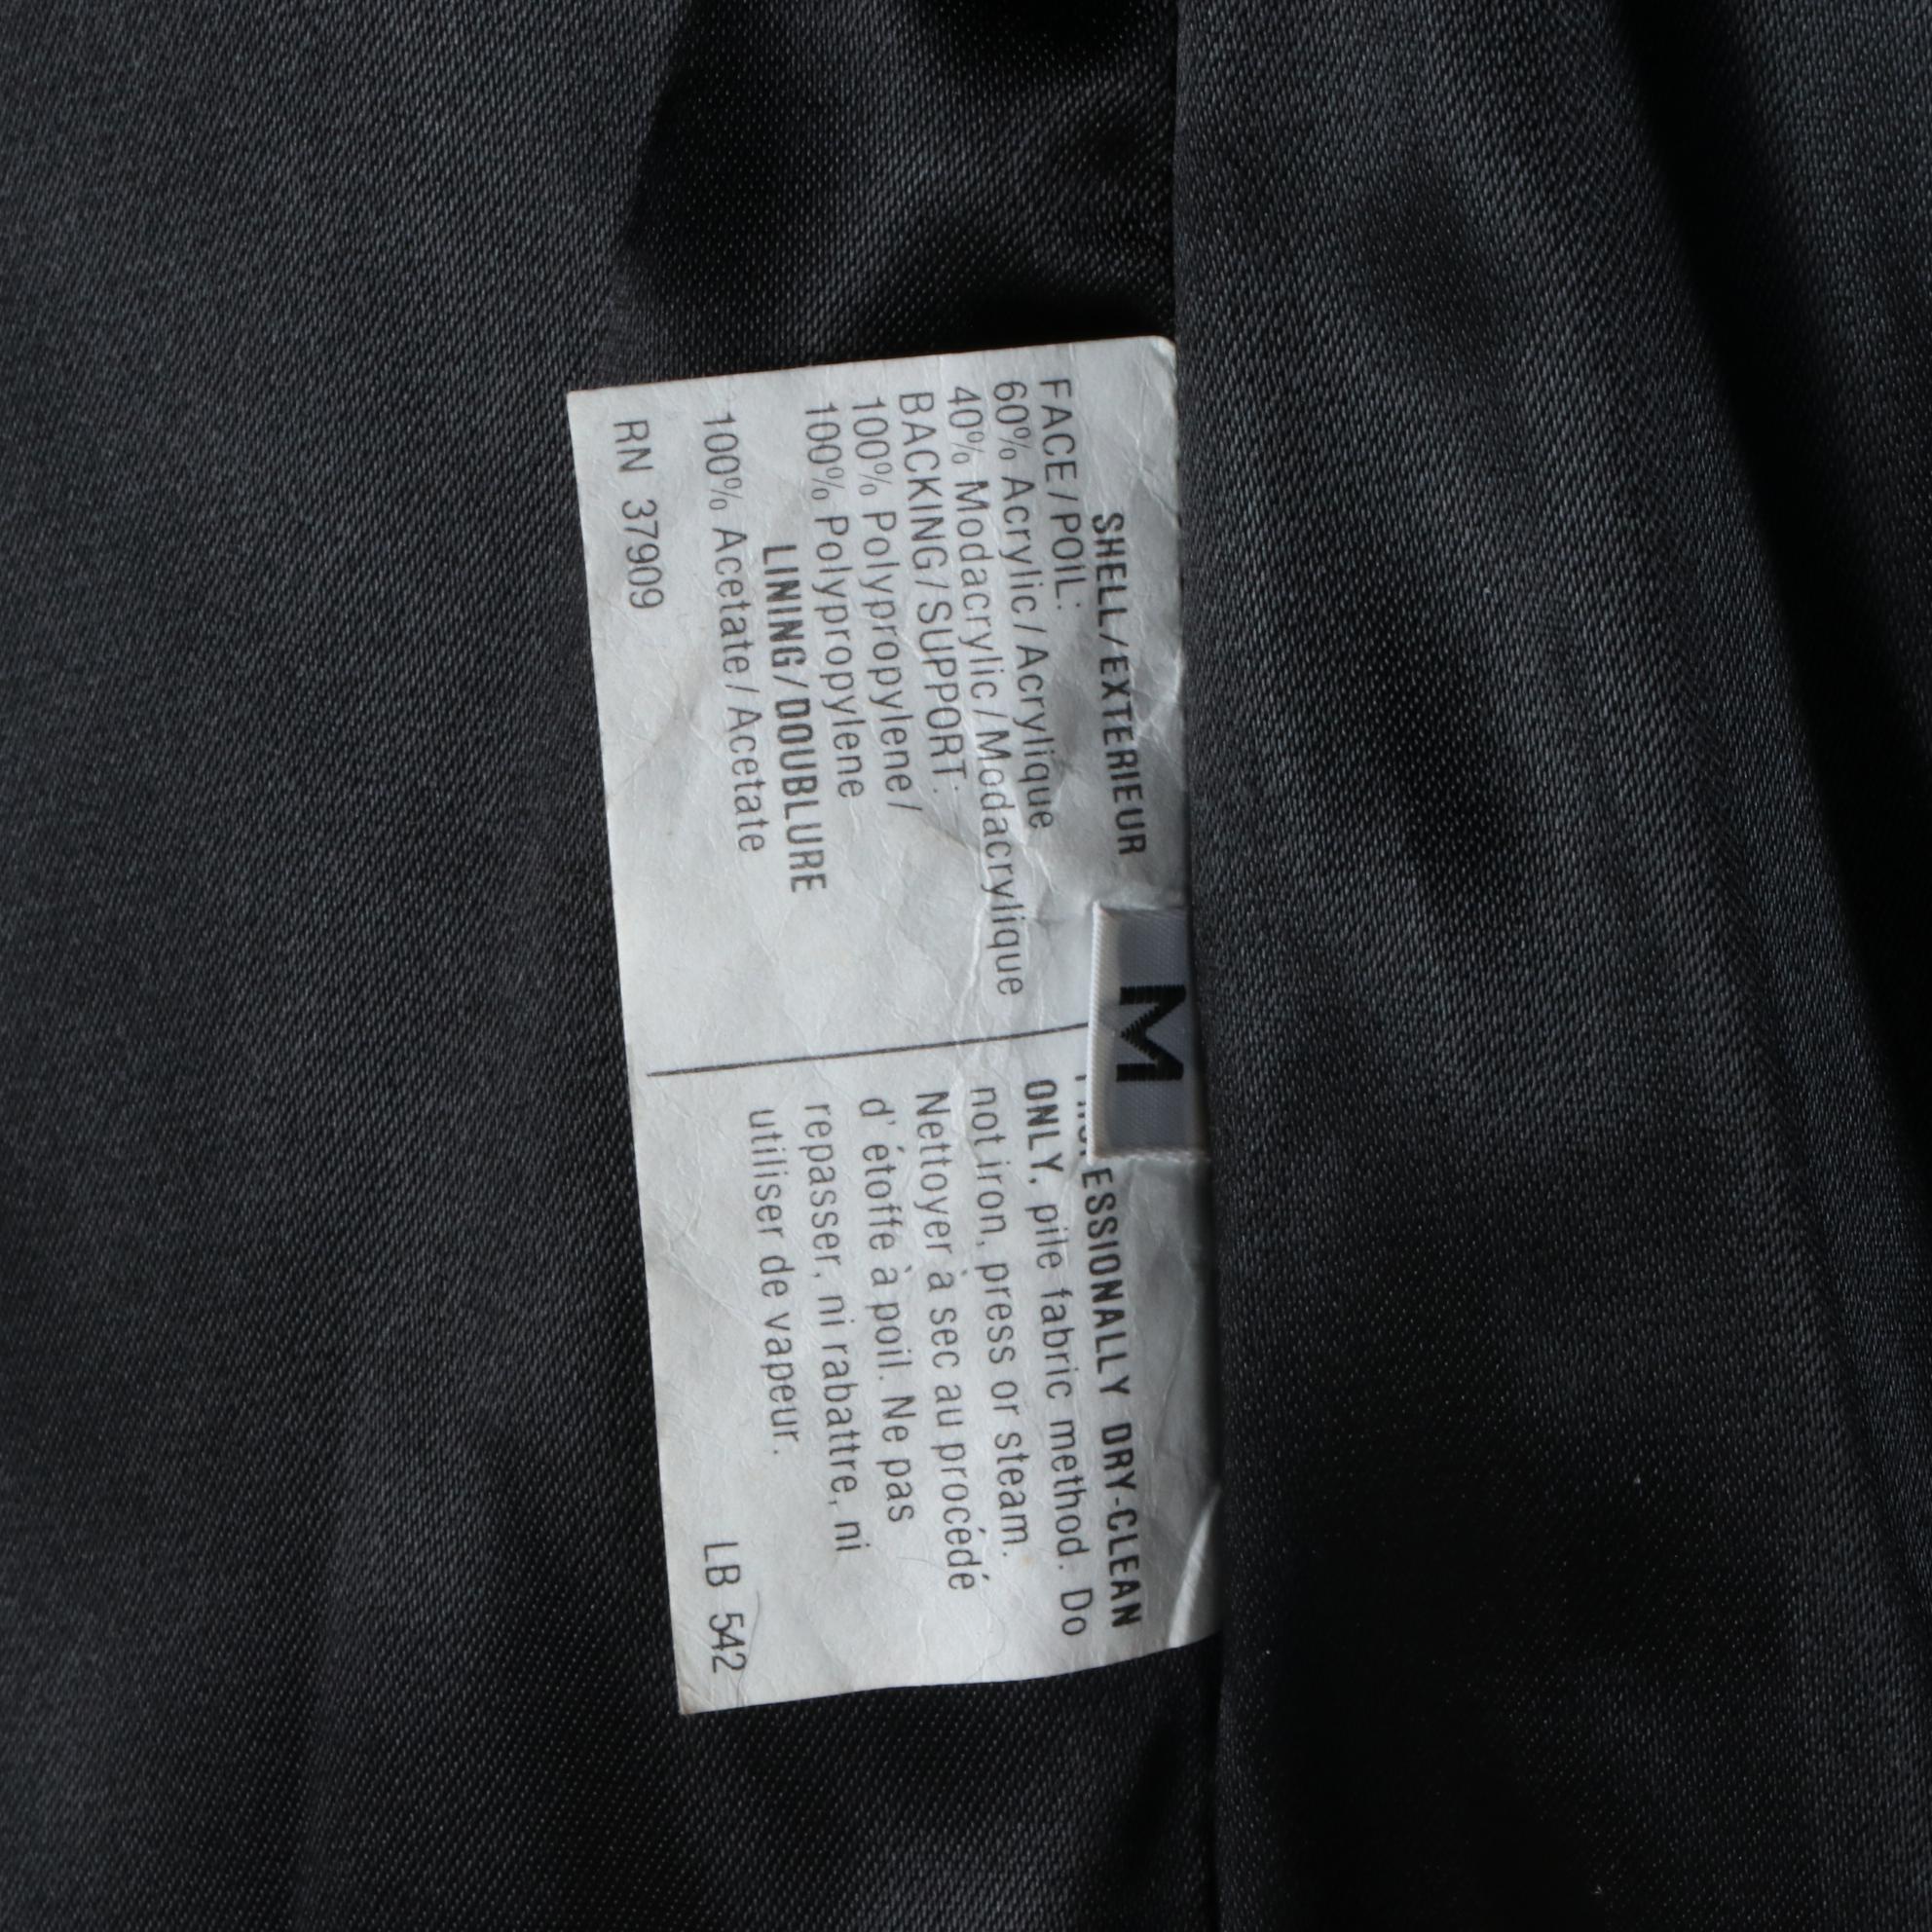 SHELL/EXTERIEUR
FACE/POIL:
60% Acrylic/Acrylique
40% Modacrylic/Modacrylique
BACKING/SUPPORT:
100% Polypropylene/
100% Polypropylene
LINING/DOUBLURE
100% Acetate/Acetate
RN 37909
M
PROFESSIONALLY DRY-CLEAN
ONLY, pile fabric method. Do
not iron, press or steam.
Nettoyer à sec au procédé
d'étoffe à poil. Ne pas
repasser, ni rabattre, ni
utiliser de vapeur.
LB 542